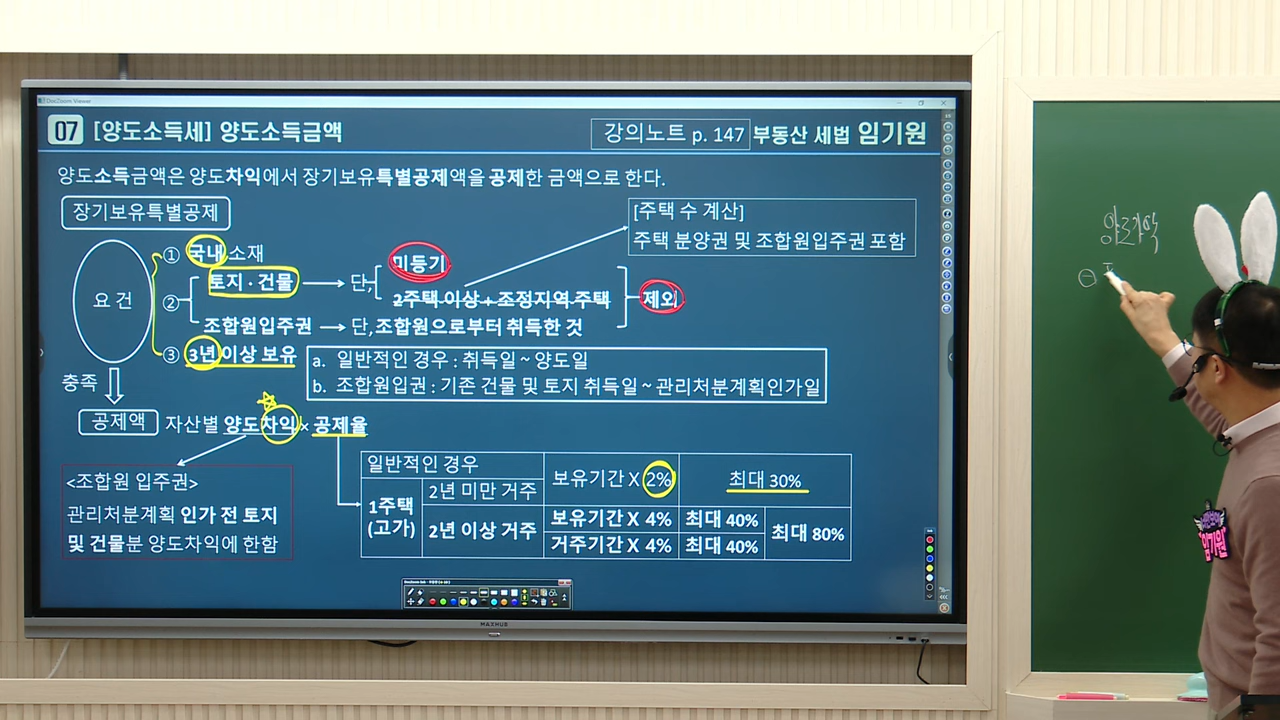 DocZoom Viewer
07 [양도소득세] 양도소득금액
강의노트 p. 147 부동산 세법 임기원
양도소득금액은 양도차익에서 장기보유특별공제액을 공제한 금액으로 한다.
장기보유특별공제
[주택 수 계산]
주택 분양권 및 조합원입주권 포함
요 건
① 국내 소재
② 토지 · 건물 → 단, 미등기
2주택 이상 + 조정지역 주택
제외
조합원입주권 → 단, 조합원으로부터 취득한 것
③ 3년 이상 보유
a. 일반적인 경우 : 취득일 ~ 양도일
b. 조합원입권 : 기존 건물 및 토지 취득일 ~ 관리처분계획인가일
충족
공제액 자산별 양도차익 × 공제율
<조합원 입주권>
관리처분계획 인가 전 토지
및 건물분 양도차익에 한함
일반적인 경우 보유기간 X 2% 최대 30%
1주택
(고가)
2년 미만 거주
2년 이상 거주
보유기간 X 4% 최대 40%
거주기간 X 4% 최대 40%
최대 80%
MAXHUB
임기원